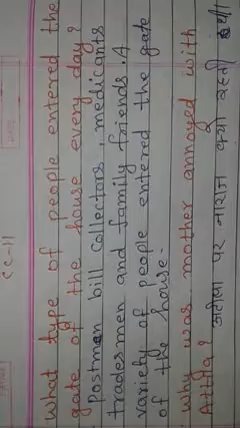 CC-11
What type of people entered the
gate of the house every day?
Postman bill collectors, medicants
tradesmen and family friends. A
variety of people entered the gate
of the house.
Why was mother annoyed with
Attila? अटीला पर नाराज क्यों रहती थी